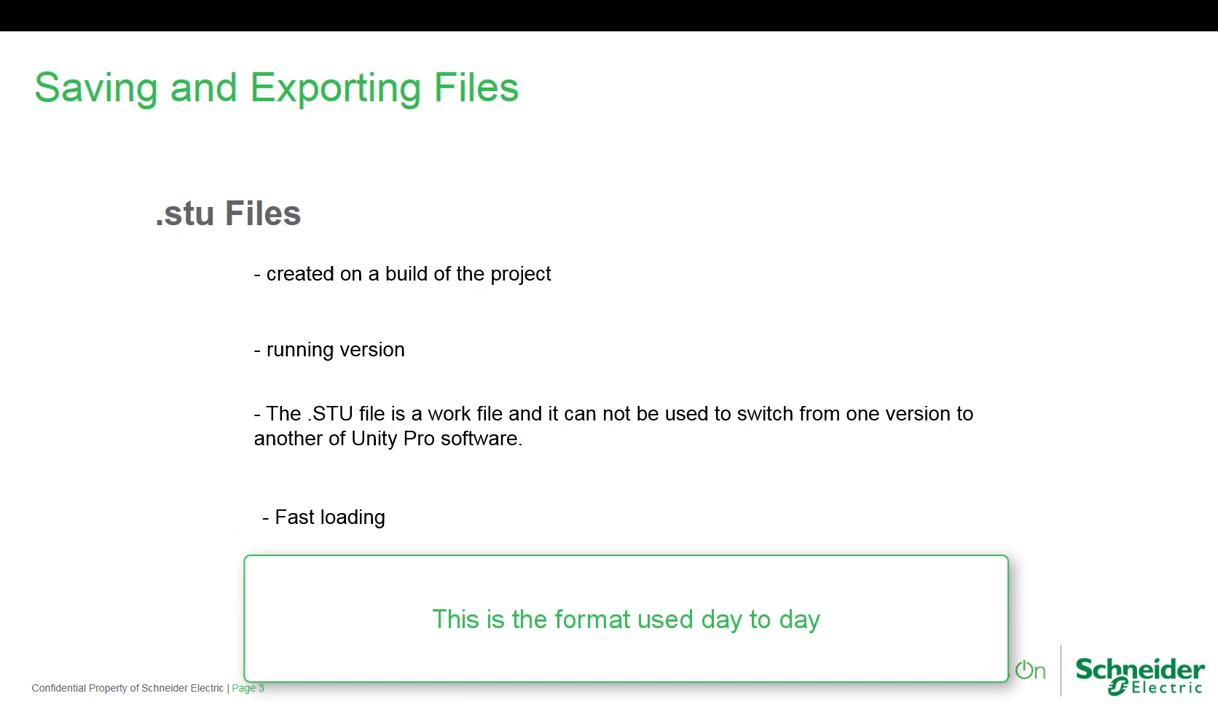 Saving and Exporting Files
.stu Files
- created on a build of the project
- running version
- The .STU file is a work file and it can not be used to switch from one version to
another of Unity Pro software.
- Fast loading
This is the format used day to day
On
Schneider
Electric
Confidential Property of Schneider Electric | Page 3